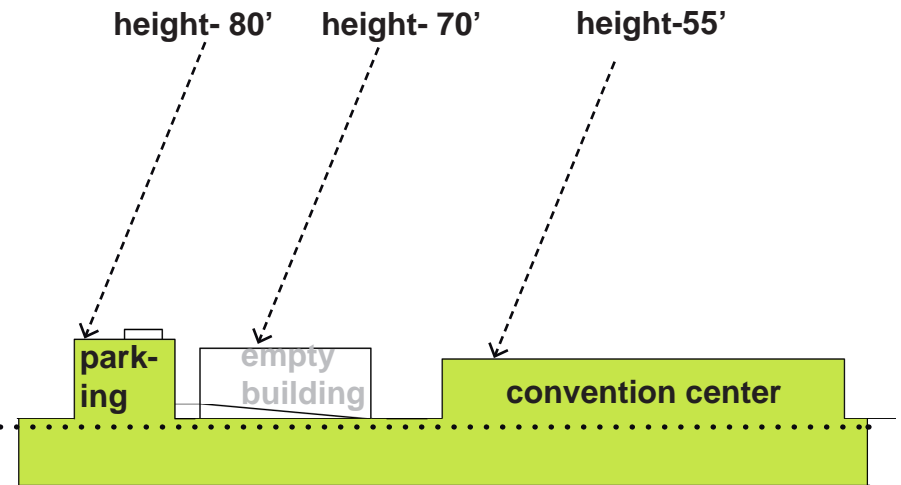 height- 80’
height- 70’
height-55’
park-
ing
empty
building
convention center